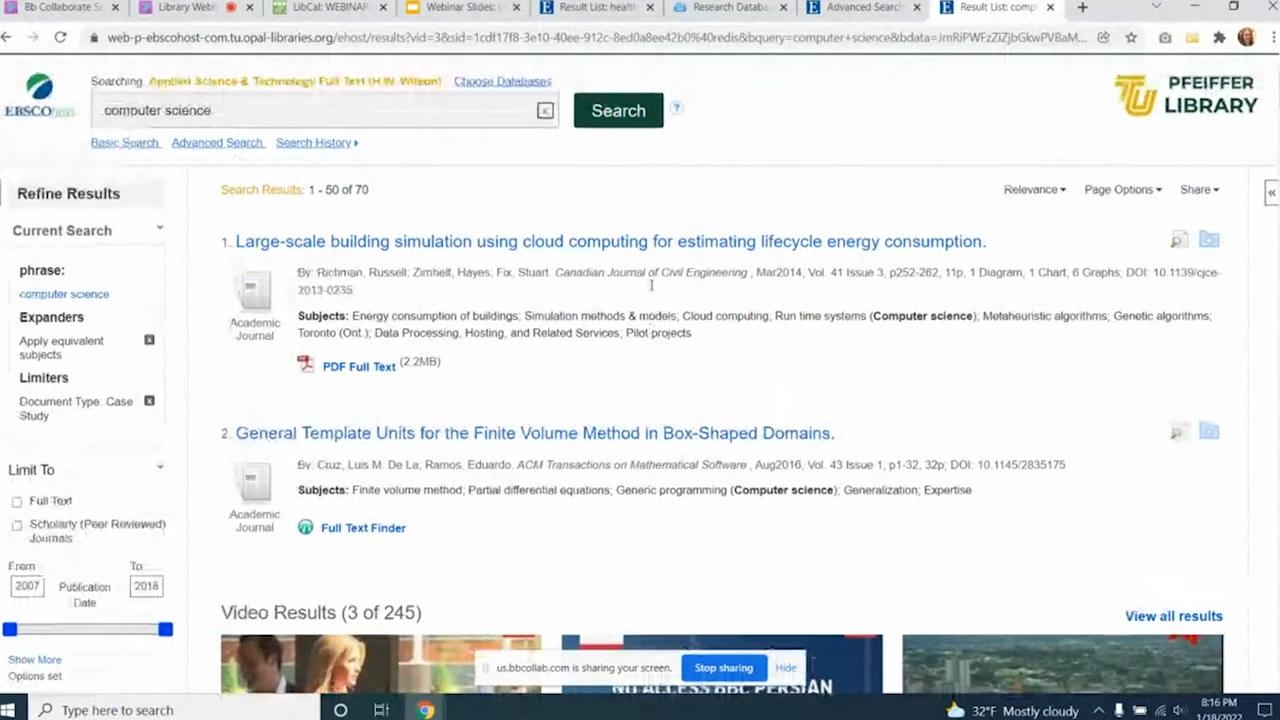 Bb Collaborate Se
Library Webi
LibCal: WEBINAR
Webinar Slides: L
Result List: healt
Research Databa
Advanced Search
Result List: comp
web-p-ebscohost-com.tu.opal-libraries.org/ehost/results?vid=3&sid=1cdf17f8-3e10-40ee-912c-8ed0a8ee42b0%40redis&bquery=computer+science&bdata=JmRiPWFzZiZjbGkwPVBaM...
Searching: Applied Science & Technology Full Text (H.W. Wilson) Choose Databases
EBSCOhost
computer science
Search
TU PFEIFFER
LIBRARY
Basic Search Advanced Search Search History
Refine Results
Search Results: 1 - 50 of 70
Relevance Page Options Share
Current Search
phrase:
computer science
Expanders
Apply equivalent
subjects
Limiters
Document Type: Case
Study
Limit To
Full Text
Scholarly (Peer Reviewed)
Journals
From
To
2007
Publication
Date
2018
Show More
Options set
1. Large-scale building simulation using cloud computing for estimating lifecycle energy consumption.
By: Richman, Russell; Zirnhelt, Hayes; Fix, Stuart. Canadian Journal of Civil Engineering , Mar2014, Vol. 41 Issue 3, p252-262, 11p, 1 Diagram, 1 Chart, 6 Graphs; DOI: 10.1139/cjce-
2013-0235
Academic
Journal
Subjects: Energy consumption of buildings; Simulation methods & models; Cloud computing; Run time systems (Computer science); Metaheuristic algorithms; Genetic algorithms;
Toronto (Ont.); Data Processing, Hosting, and Related Services; Pilot projects
PDF Full Text (2.2MB)
2. General Template Units for the Finite Volume Method in Box-Shaped Domains.
By: Cruz, Luis M. De La; Ramos, Eduardo. ACM Transactions on Mathematical Software , Aug2016, Vol. 43 Issue 1, p1-32, 32p; DOI: 10.1145/2835175
Subjects: Finite volume method; Partial differential equations; Generic programming (Computer science); Generalization; Expertise
Academic
Journal
Full Text Finder
Video Results (3 of 245)
View all results
NO ACCESS BBC PERSIAN
us.bbcollab.com is sharing your screen.
Stop sharing
Hide
Type here to search
32°F Mostly cloudy
8:16 PM
1/18/2022